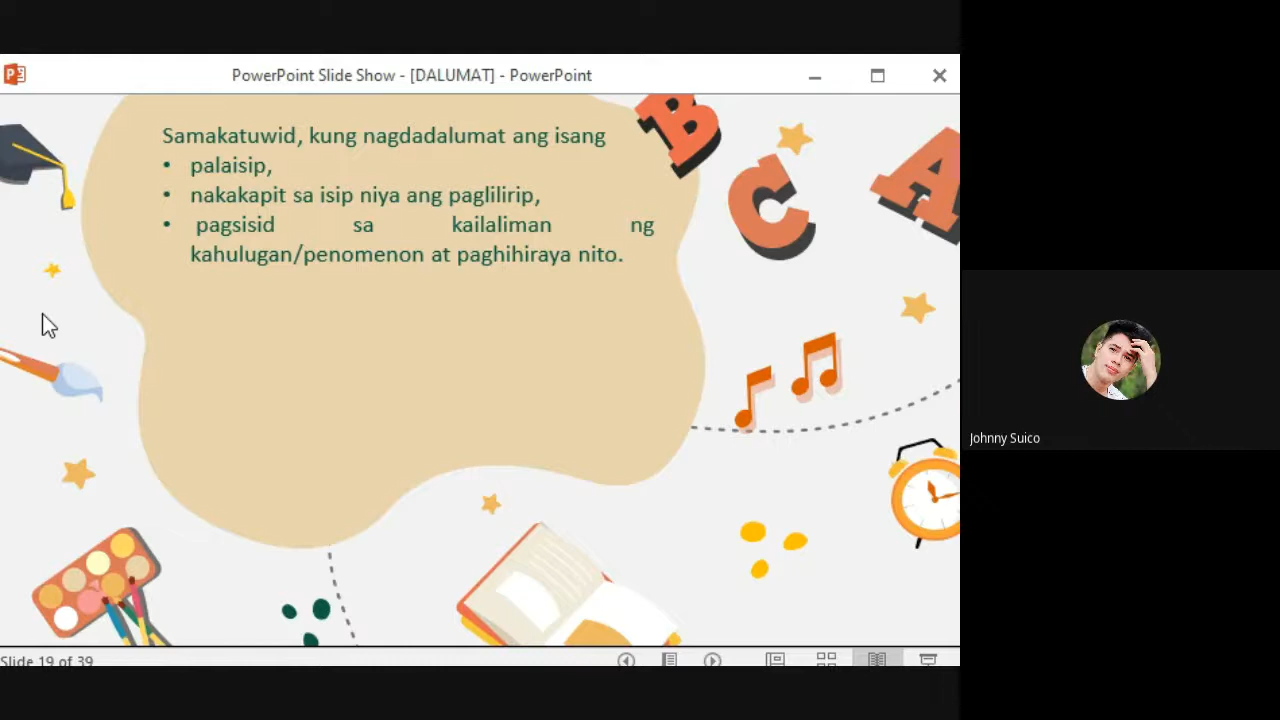 PowerPoint Slide Show - [DALUMAT] - PowerPoint
Samakatuwid, kung nagdadalumat ang isang
• palaisip,
• nakakapit sa isip niya ang paglilirip,
• pagsisid sa kailaliman ng
kahulugan/penomenon at paghihiraya nito.
B
C
A
Johnny Suico
Slide 19 of 39